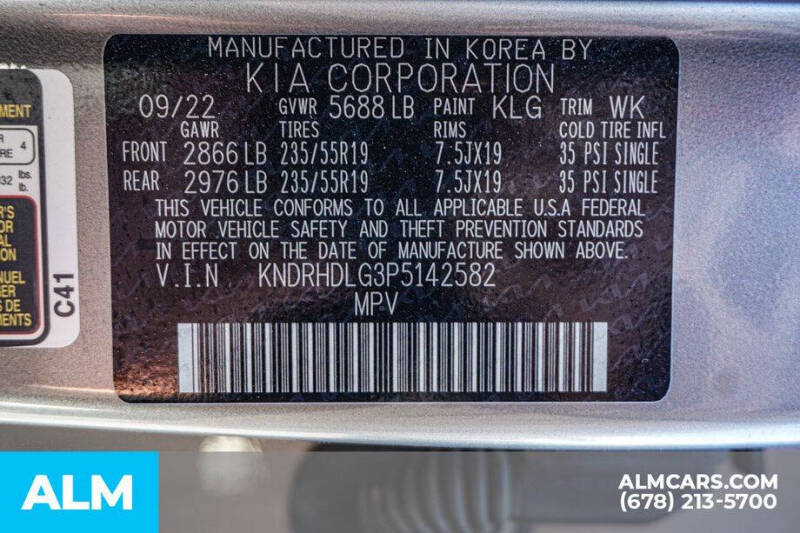 MANUFACTURED IN KOREA BY
KIA CORPORATION
09/22 GVWR 5688 LB PAINT KLG TRIM WK
GAWR TIRES RIMS COLD TIRE INFL
FRONT 2866 LB 235/55R19 7.5JX19 35 PSI SINGLE
REAR 2976 LB 235/55R19 7.5JX19 35 PSI SINGLE
THIS VEHICLE CONFORMS TO ALL APPLICABLE U.S.A FEDERAL
MOTOR VEHICLE SAFETY AND THEFT PREVENTION STANDARDS
IN EFFECT ON THE DATE OF MANUFACTURE SHOWN ABOVE.
V.I.N KNDRHDLG3P5142582
MPV
C41
4
lbs.
lb.
ALM
ALMCARS.COM
(678) 213-5700